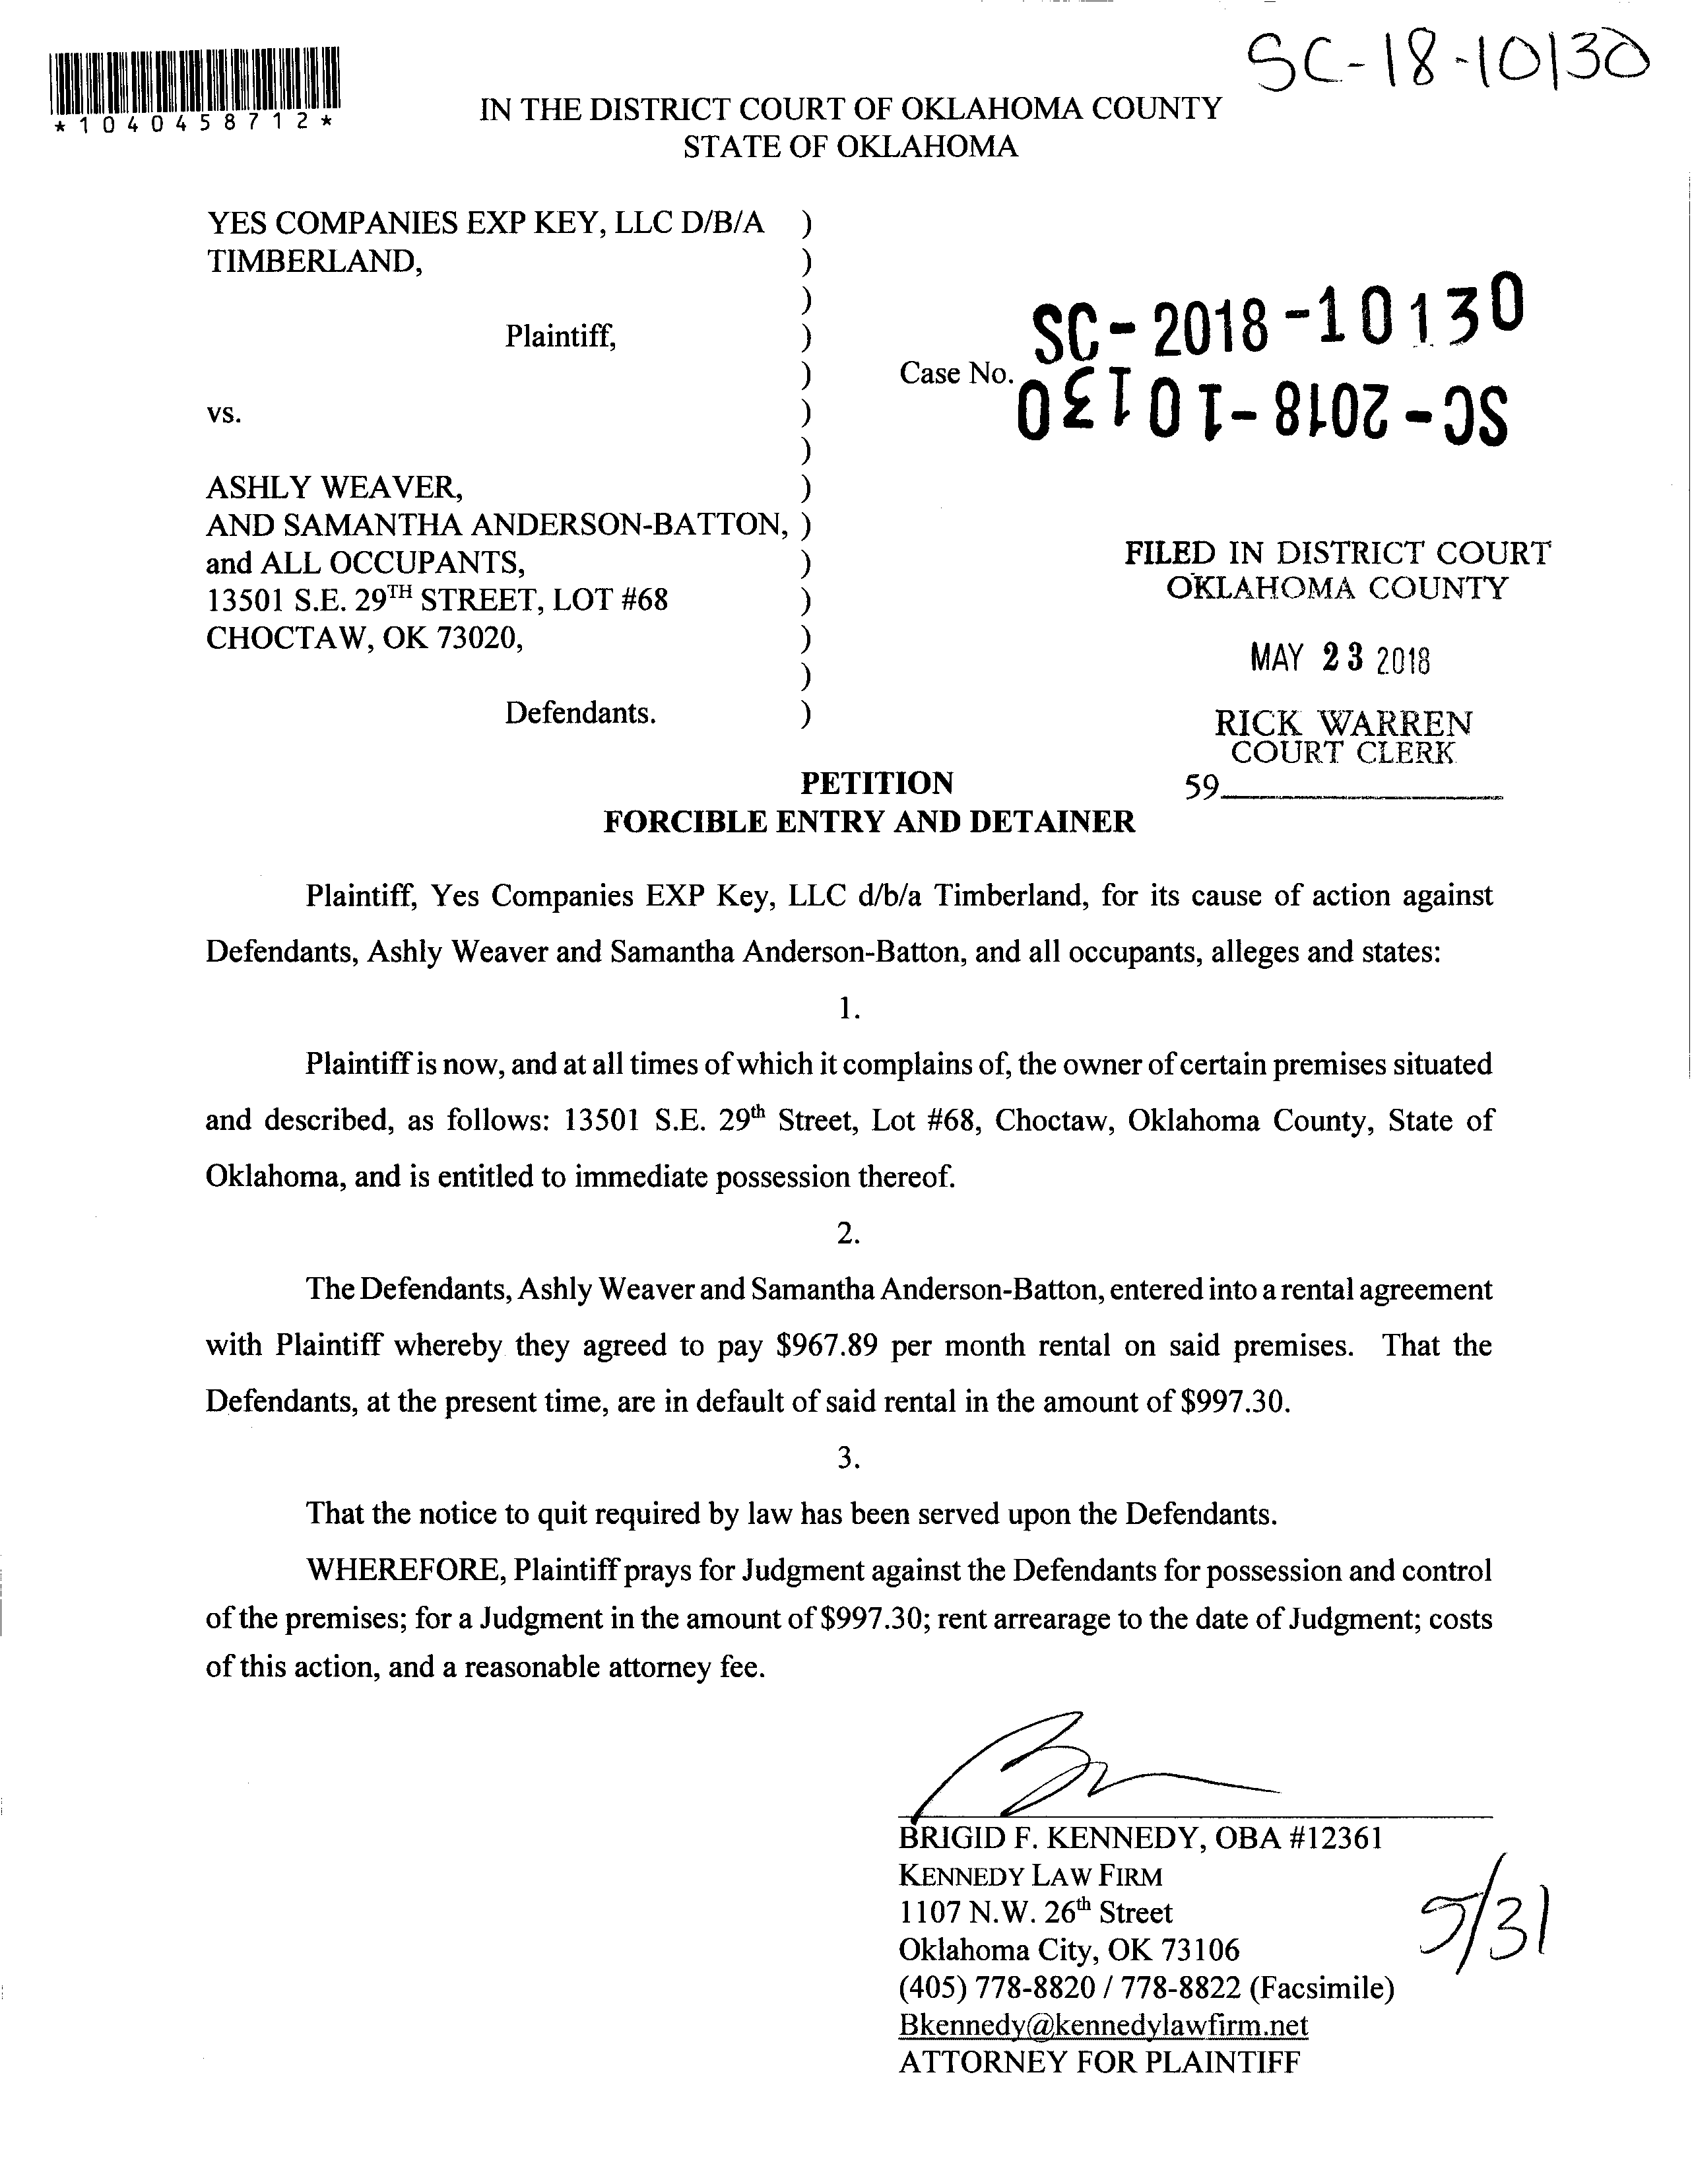 SC-18-10130
*1040458712*
IN THE DISTRICT COURT OF OKLAHOMA COUNTY
STATE OF OKLAHOMA
YES COMPANIES EXP KEY, LLC D/B/A )
TIMBERLAND, )
)
Plaintiff, )
)
vs. )
)
ASHLY WEAVER, )
AND SAMANTHA ANDERSON-BATTON, )
and ALL OCCUPANTS, )
13501 S.E. 29TH STREET, LOT #68 )
CHOCTAW, OK 73020, )
)
Defendants. )
SC-2018-10130
Case No.
SC-2018-10130
FILED IN DISTRICT COURT
OKLAHOMA COUNTY
MAY 23 2018
RICK WARREN
COURT CLERK
59
PETITION
FORCIBLE ENTRY AND DETAINER
Plaintiff, Yes Companies EXP Key, LLC d/b/a Timberland, for its cause of action against
Defendants, Ashly Weaver and Samantha Anderson-Batton, and all occupants, alleges and states:
1.
Plaintiff is now, and at all times of which it complains of, the owner of certain premises situated
and described, as follows: 13501 S.E. 29th Street, Lot #68, Choctaw, Oklahoma County, State of
Oklahoma, and is entitled to immediate possession thereof.
2.
The Defendants, Ashly Weaver and Samantha Anderson-Batton, entered into a rental agreement
with Plaintiff whereby they agreed to pay $967.89 per month rental on said premises. That the
Defendants, at the present time, are in default of said rental in the amount of $997.30.
3.
That the notice to quit required by law has been served upon the Defendants.
WHEREFORE, Plaintiff prays for Judgment against the Defendants for possession and control
of the premises; for a Judgment in the amount of $997.30; rent arrearage to the date of Judgment; costs
of this action, and a reasonable attorney fee.
BRIGID F. KENNEDY, OBA #12361
KENNEDY LAW FIRM
1107 N.W. 26th Street
Oklahoma City, OK 73106
(405) 778-8820 / 778-8822 (Facsimile)
Bkennedy@kennedylawfirm.net
ATTORNEY FOR PLAINTIFF
5/31